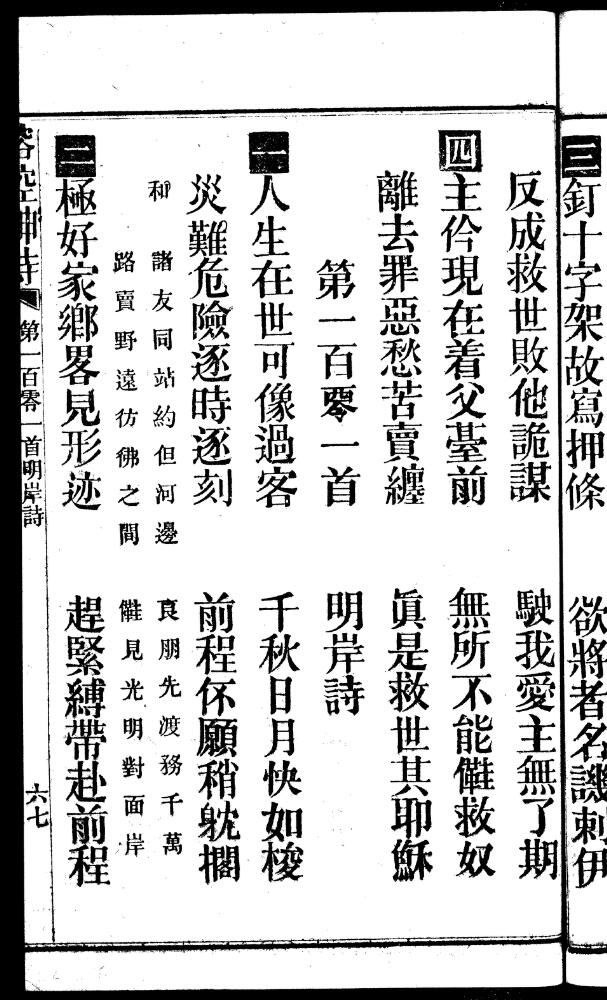 三 釘十字架故寫押條 欲將者名譏刺伊
反成救世敗他詭謀 駛我愛主無了期
四 主伶現在着父臺前 無所不能儺救奴
離去罪惡愁苦賣纏 眞是救世其耶穌
第一百零一首 明岸詩
一 人生在世可像過客 千秋日月快如梭
災難危險逐時逐刻 前程伓願稍躭擱
和 諸友同站約但河邊 良朋先渡務千萬
路賣野遠彷彿之間 儺見光明對面岸
二 極好家鄉畧見形迹 趕緊縛帶赴前程
第一百零一首明岸詩 六七